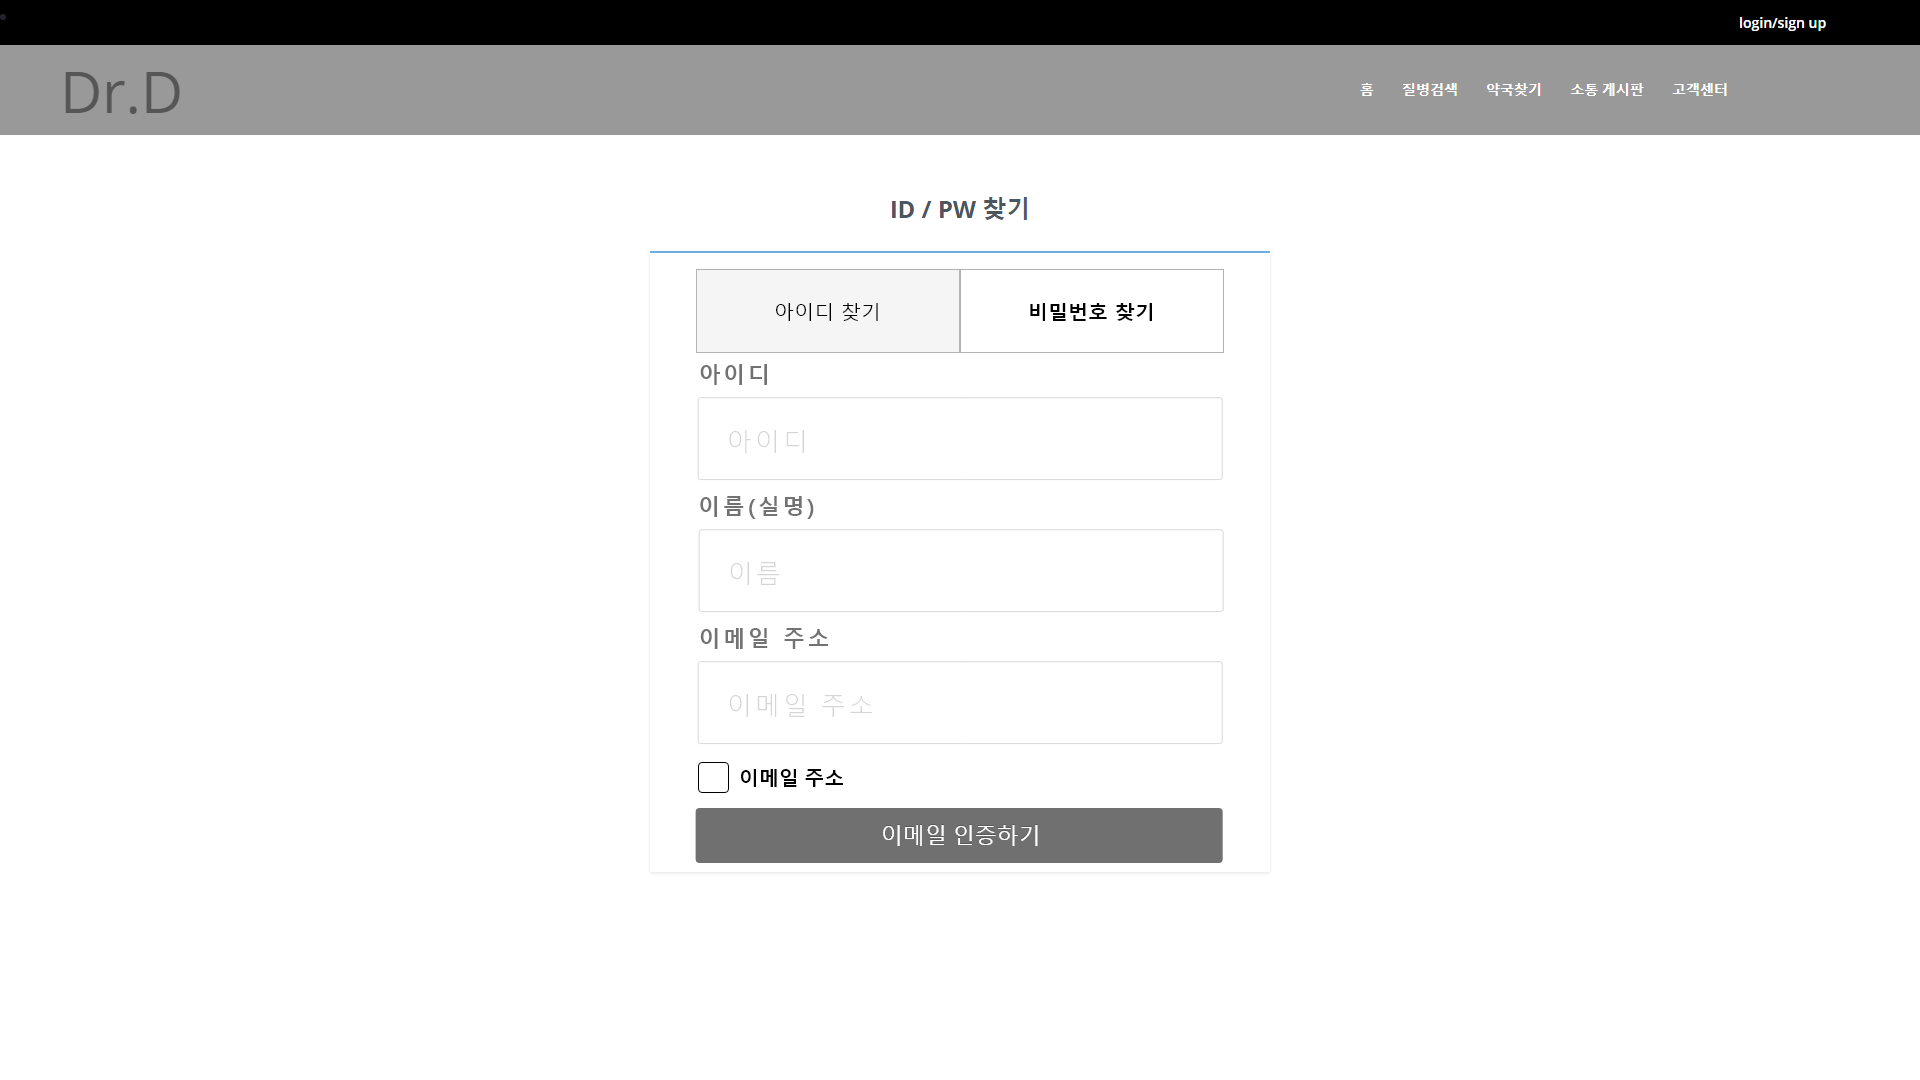 login/sign up
Dr.D
홈 질병검색 약국찾기 소통 게시판 고객센터
ID / PW 찾기
아이디 찾기 비밀번호 찾기
아이디
아이디
이름(실명)
이름
이메일 주소
이메일 주소
이메일 주소
이메일 인증하기